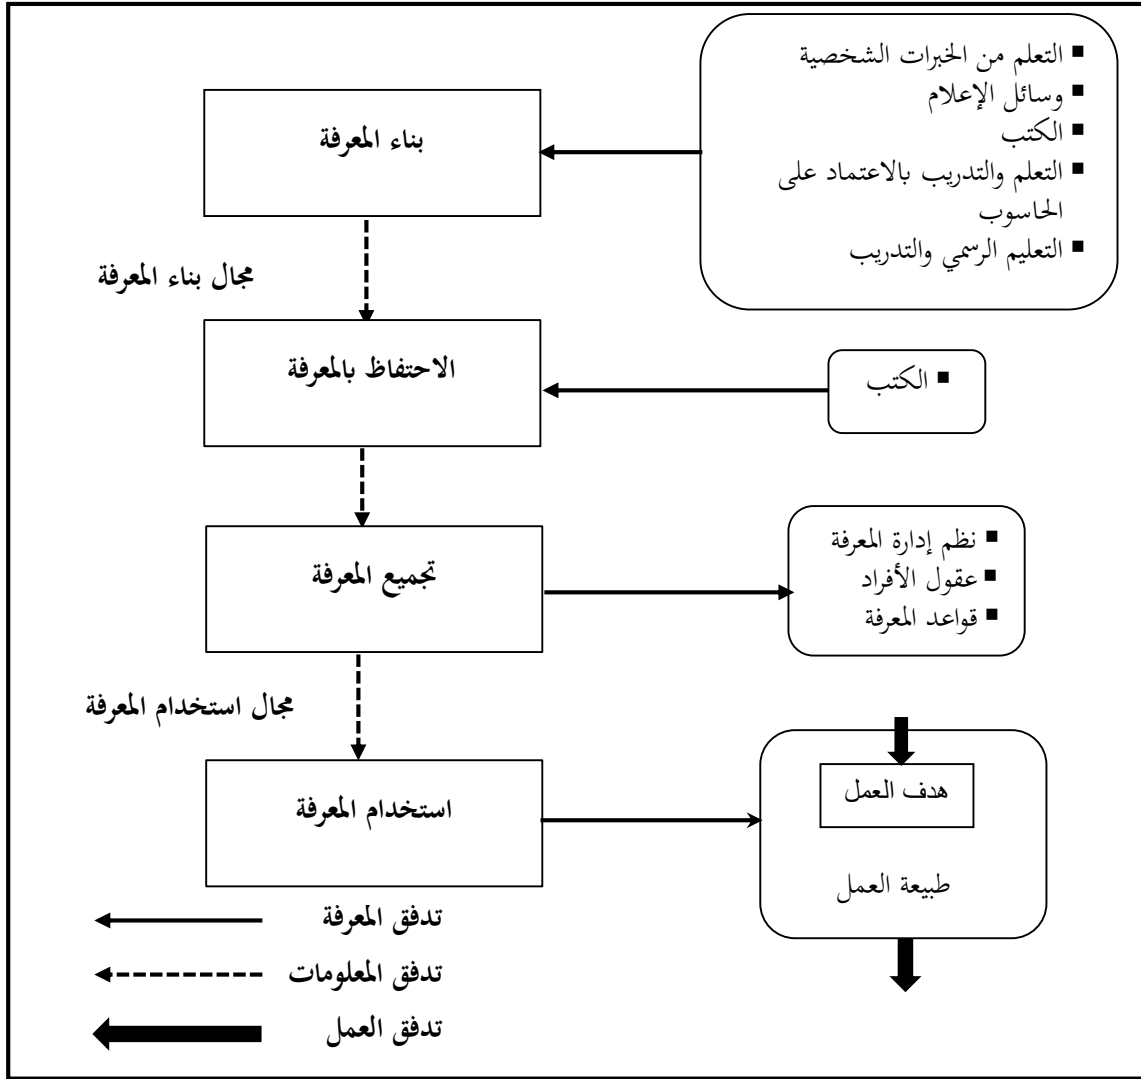 ▪ التعلم من الخبرات الشخصية
▪ وسائل الإعلام
▪ الكتب
▪ التعلم والتدريب بالاعتماد على
الحاسوب
▪ التعليم الرسمي والتدريب
بناء المعرفة
مجال بناء المعرفة
الاحتفاظ بالمعرفة
▪ الكتب
تجميع المعرفة
▪ نظم إدارة المعرفة
▪ عقول الأفراد
▪ قواعد المعرفة
مجال استخدام المعرفة
استخدام المعرفة
هدف العمل
طبيعة العمل
تدفق المعرفة
تدفق المعلومات
تدفق العمل